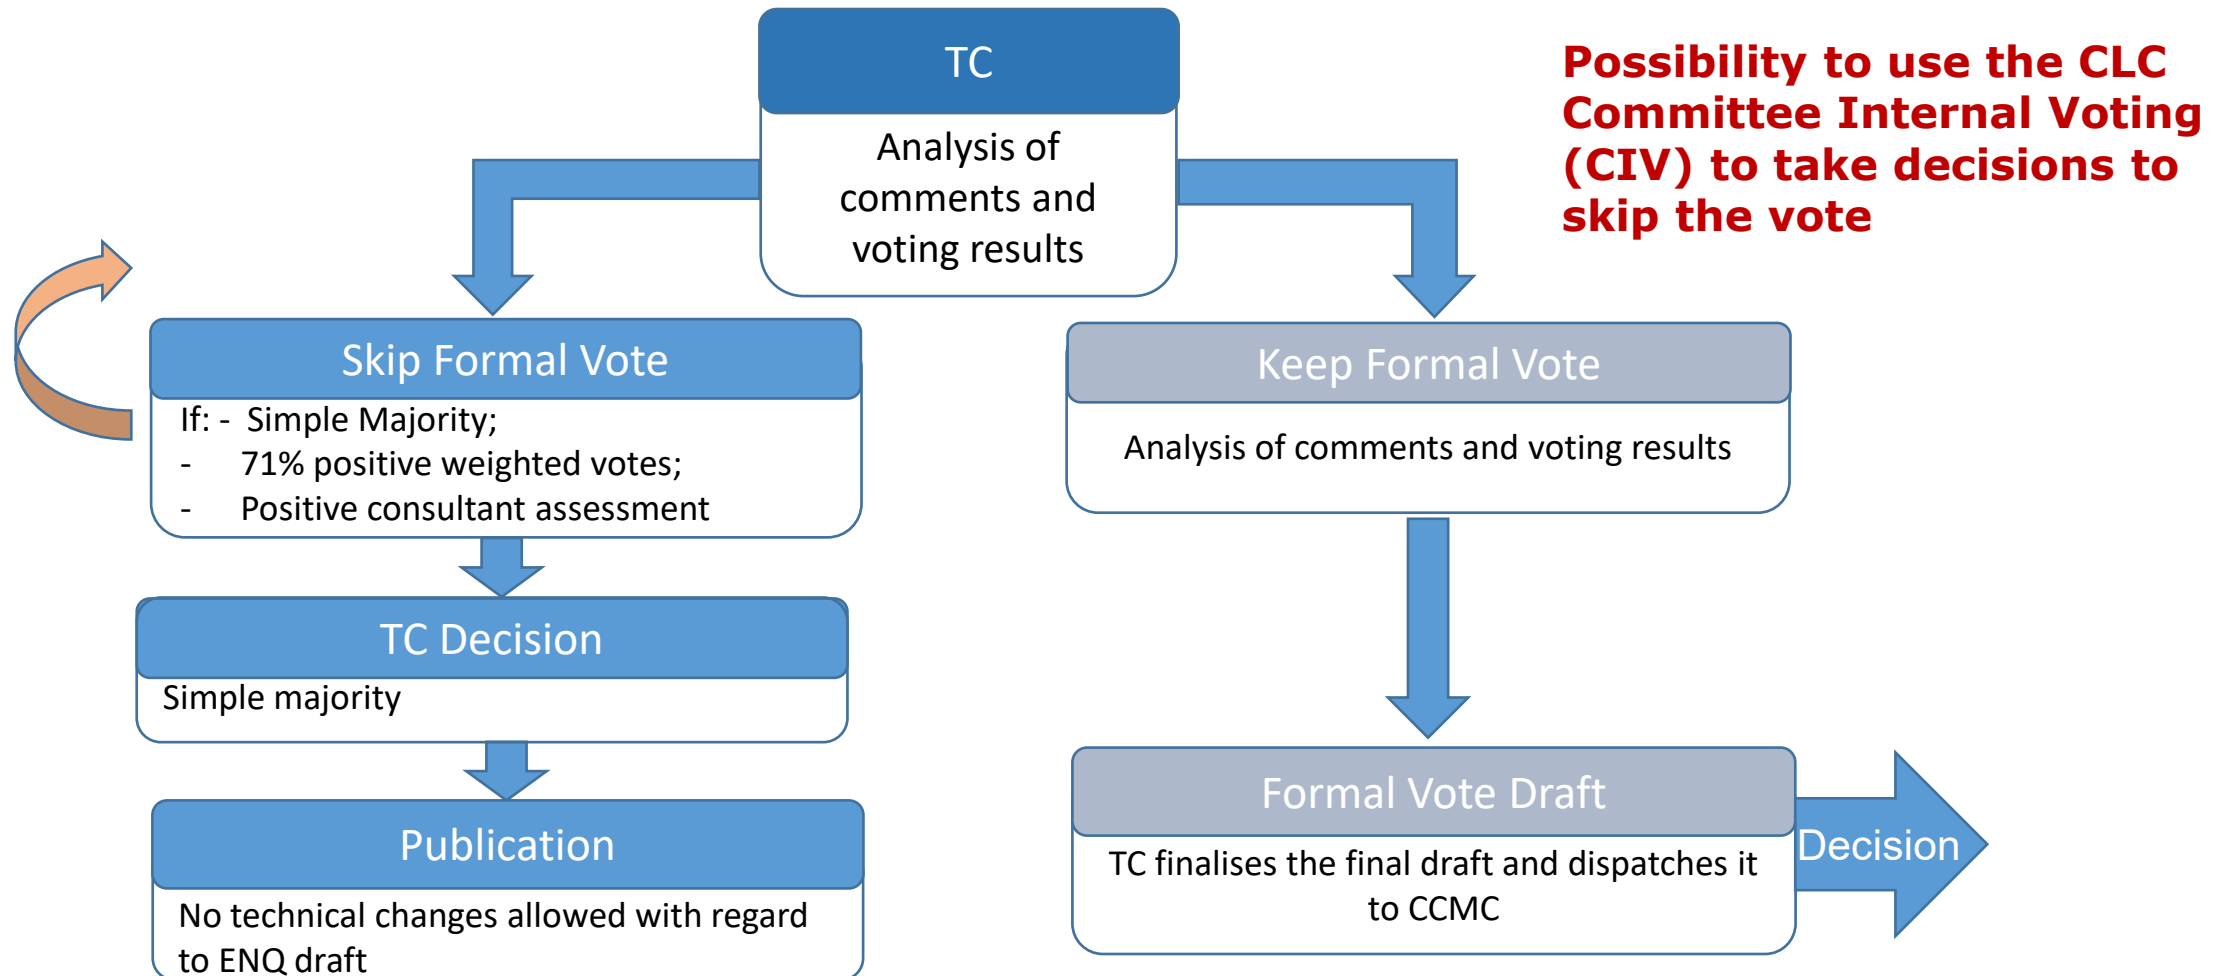 TC
Analysis of
comments and
voting results
Possibility to use the CLC
Committee Internal Voting
(CIV) to take decisions to
skip the vote
Skip Formal Vote
If: - Simple Majority;
- 71% positive weighted votes;
- Positive consultant assessment
TC Decision
Simple majority
Publication
No technical changes allowed with regard
to ENQ draft
Keep Formal Vote
Analysis of comments and voting results
Formal Vote Draft
TC finalises the final draft and dispatches it
to CCMC
Decision